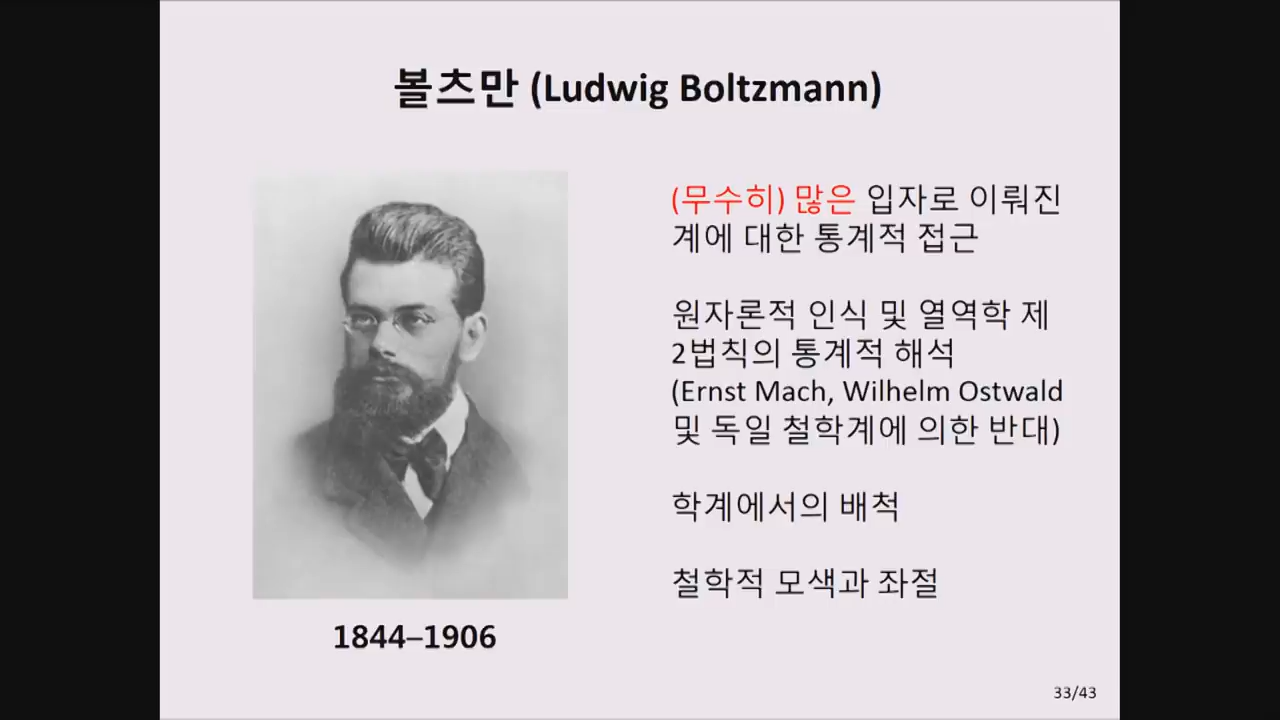 볼츠만 (Ludwig Boltzmann)
(무수히) 많은 입자로 이뤄진
계에 대한 통계적 접근
원자론적 인식 및 열역학 제
2법칙의 통계적 해석
(Ernst Mach, Wilhelm Ostwald
및 독일 철학계에 의한 반대)
학계에서의 배척
철학적 모색과 좌절
1844–1906
33/43